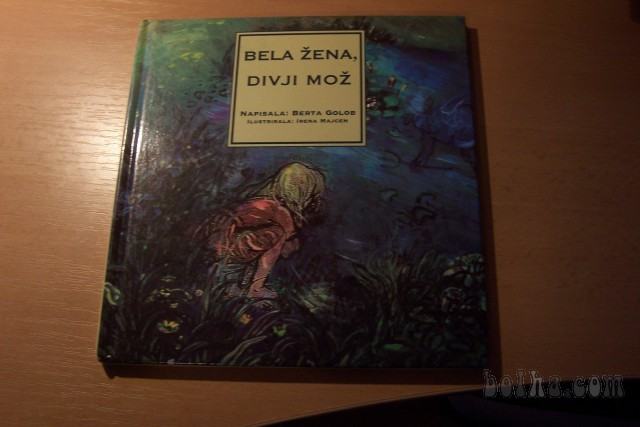 BELA ŽENA,
DIVJI MOŽ
NAPISALA: BERTA GOLOB
ILUSTRIRALA: IRENA MAJCEN
bolha.com